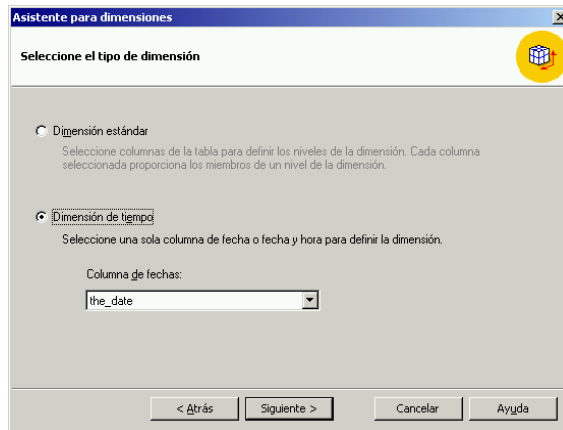 Asistente para dimensiones
Seleccione el tipo de dimensión
Dimensión estándar
Seleccione columnas de la tabla para definir los niveles de la dimensión. Cada columna
seleccionada proporciona los miembros de un nivel de la dimensión.
Dimensión de tiempo
Seleccione una sola columna de fecha o fecha y hora para definir la dimensión.
Columna de fechas:
the_date
< Atrás Siguiente > Cancelar Ayuda